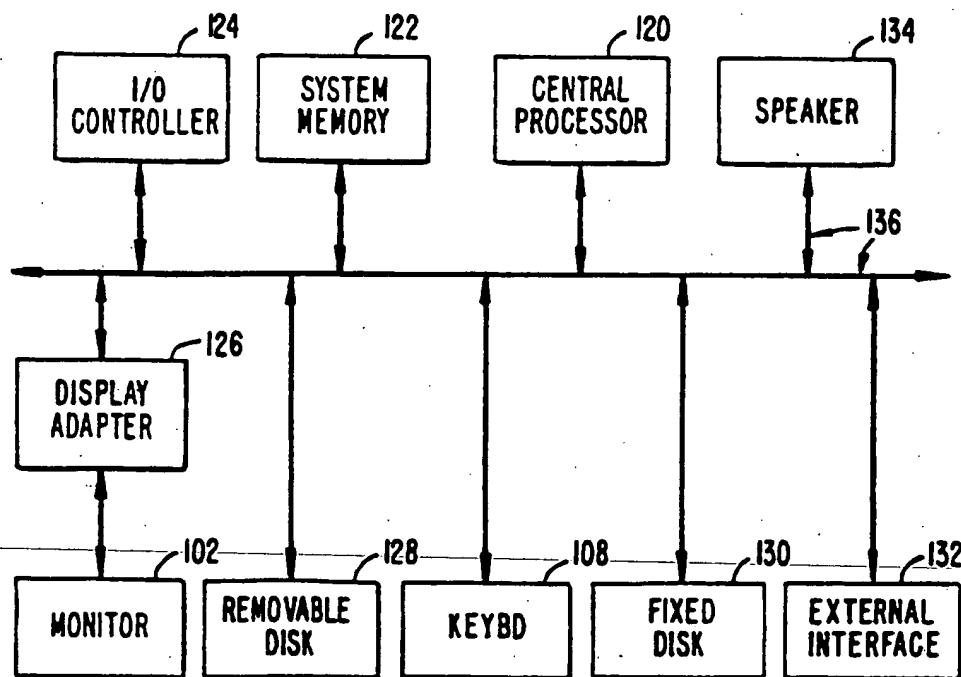 124
122
120
134
I/O
CONTROLLER
SYSTEM
MEMORY
CENTRAL
PROCESSOR
SPEAKER
136
126
DISPLAY
ADAPTER
102
128
108
130
132
MONITOR
REMOVABLE
DISK
KEYBD
FIXED
DISK
EXTERNAL
INTERFACE